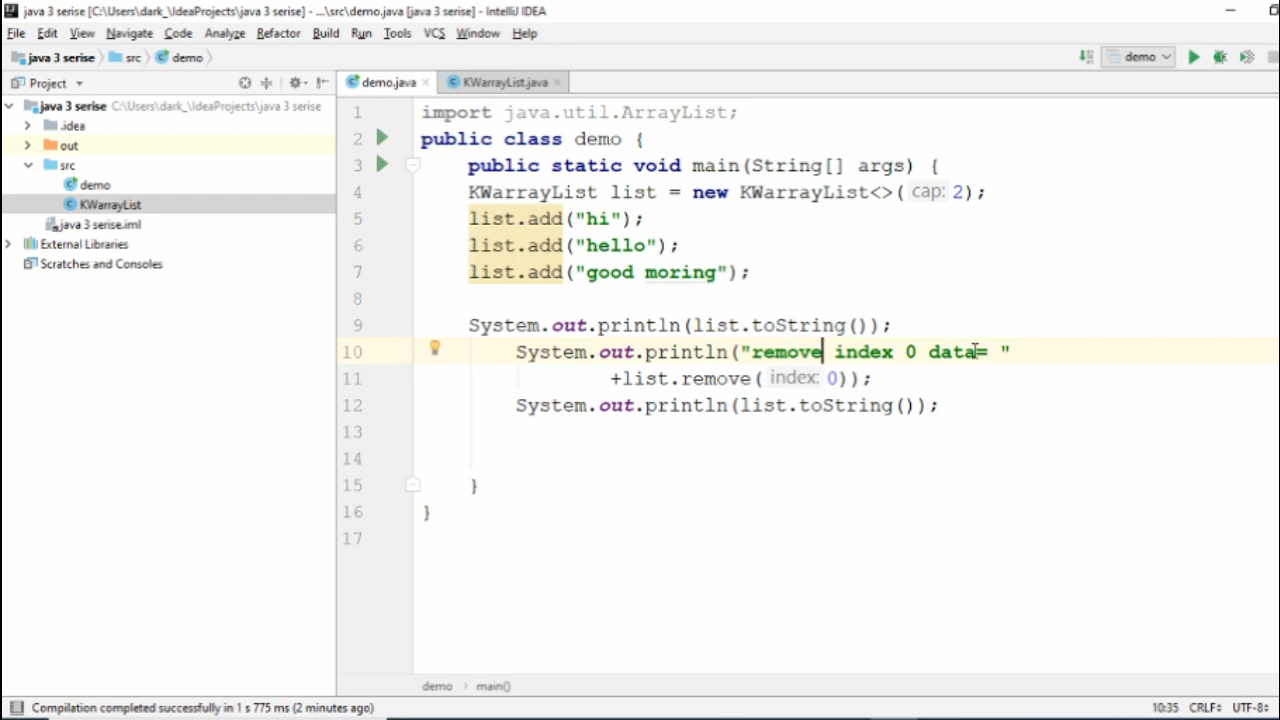 java 3 serise [C:\Users\dark_\IdeaProjects\java 3 serise] - ...\src\demo.java [java 3 serise] - IntelliJ IDEA
File Edit View Navigate Code Analyze Refactor Build Run Tools VCS Window Help
java 3 serise src demo
demo
Project
demo.java KWarrayList.java
java 3 serise C:\Users\dark_\IdeaProjects\java 3 serise
.idea
out
src
demo
KWarrayList
java 3 serise.iml
External Libraries
Scratches and Consoles
1 import java.util.ArrayList;
2 public class demo {
3 public static void main(String[] args) {
4 KWarrayList list = new KWarrayList<>( cap: 2);
5 list.add("hi");
6 list.add("hello");
7 list.add("good moring");
8
9 System.out.println(list.toString());
10 System.out.println("remove index 0 data= "
11 +list.remove( index: 0));
12 System.out.println(list.toString());
13
14
15 }
16 }
17
demo main()
Compilation completed successfully in 1 s 775 ms (2 minutes ago) 10:35 CRLF UTF-8